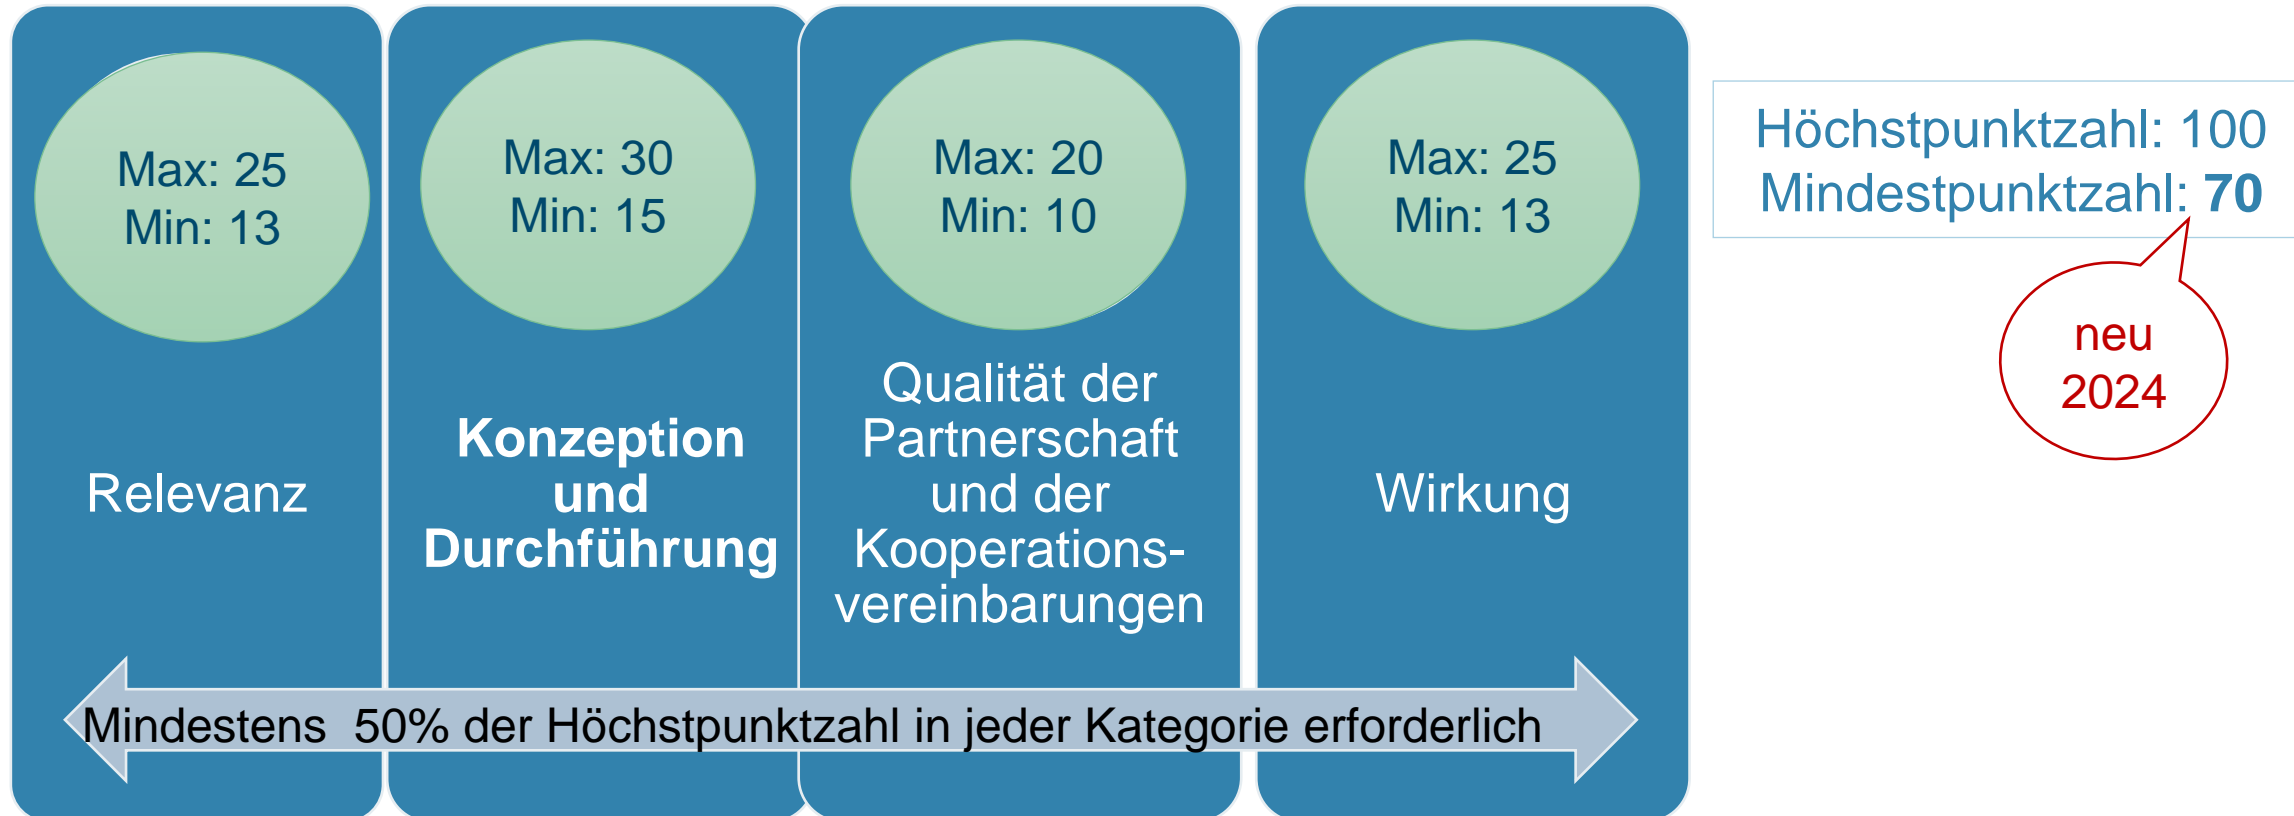 Max: 25
Min: 13
Relevanz
Max: 30
Min: 15
Konzeption
und
Durchführung
Max: 20
Min: 10
Qualität der
Partnerschaft
und der
Kooperations-
vereinbarungen
Max: 25
Min: 13
Wirkung
Mindestens  50% der Höchstpunktzahl in jeder Kategorie erforderlich
Höchstpunktzahl: 100
Mindestpunktzahl: 70
neu
2024